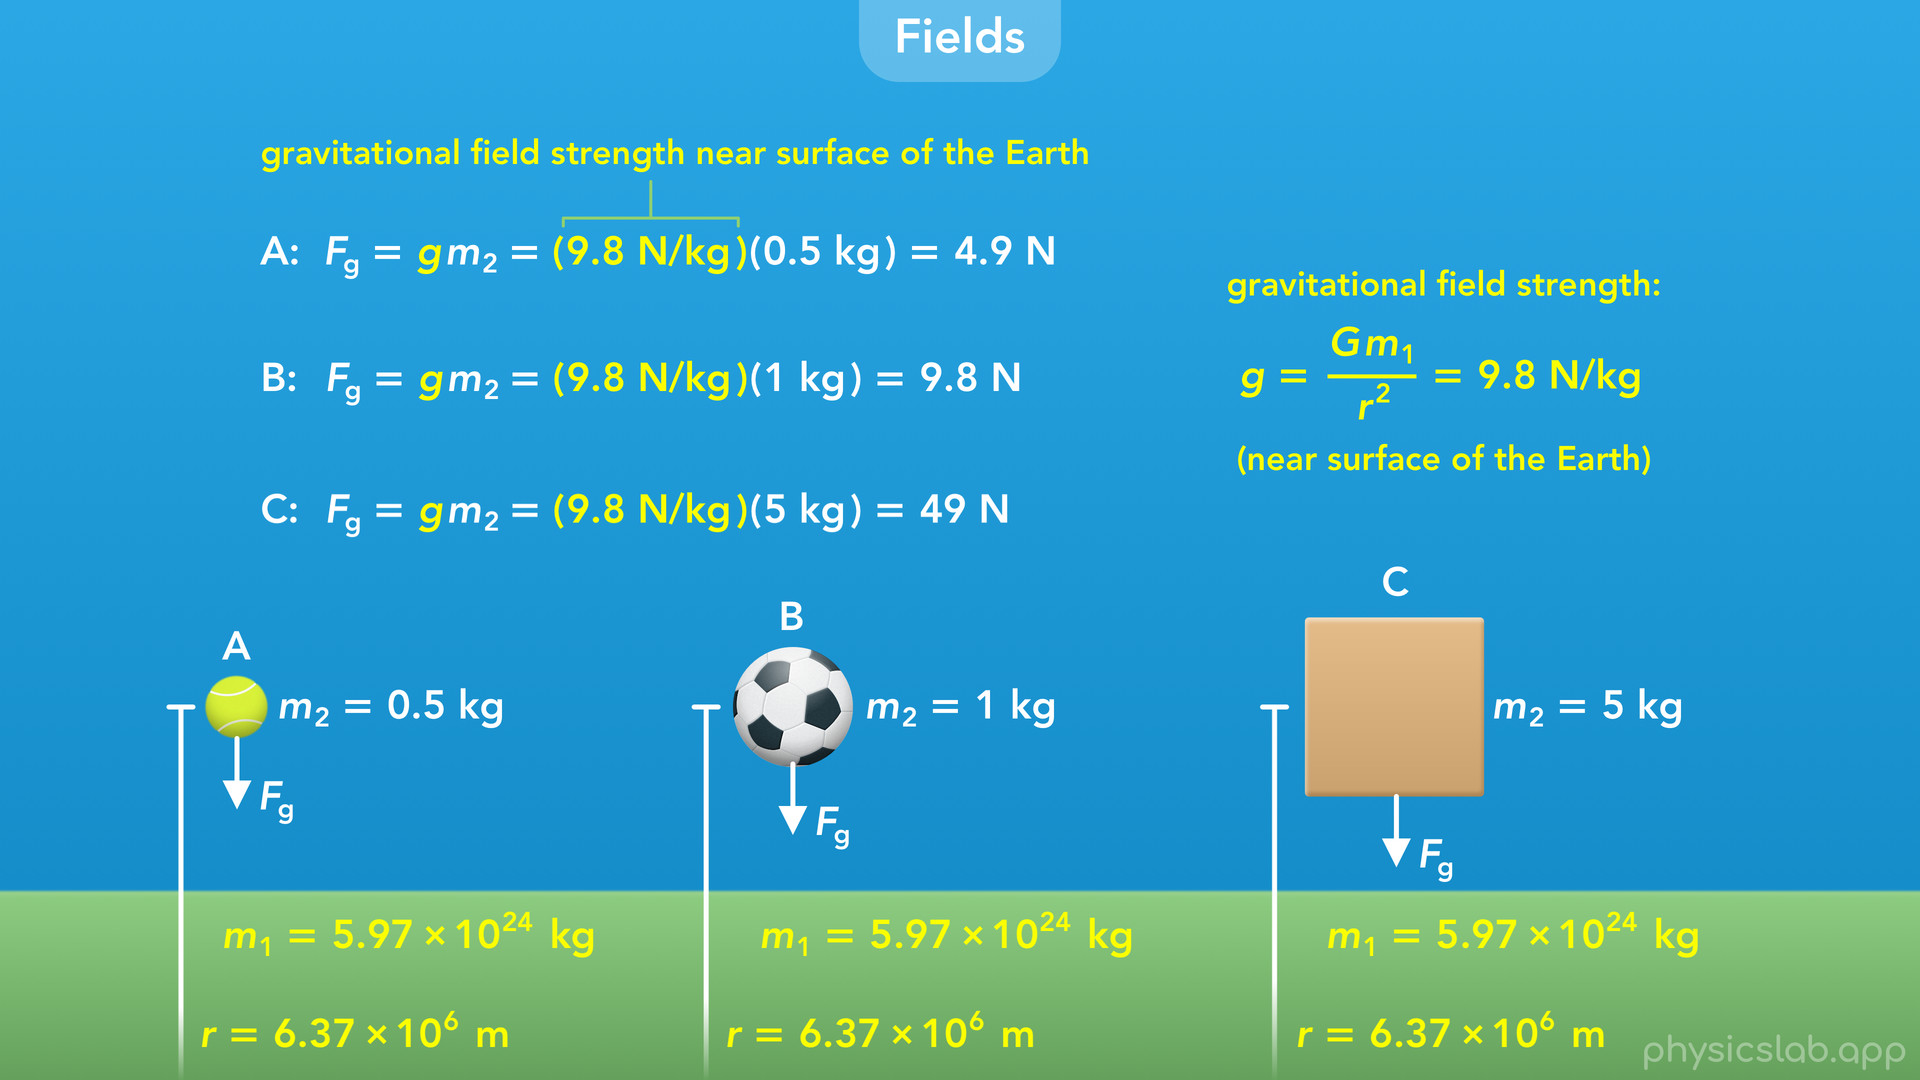 Fields
gravitational field strength near surface of the Earth
A: Fg = gm₂ = (9.8 N/kg)(0.5 kg) = 4.9 N
B: Fg = gm₂ = (9.8 N/kg)(1 kg) = 9.8 N
C: Fg = gm₂ = (9.8 N/kg)(5 kg) = 49 N
gravitational field strength:
g = Gm₁ / r² = 9.8 N/kg
(near surface of the Earth)
A
m₂ = 0.5 kg
Fg
B
m₂ = 1 kg
Fg
C
m₂ = 5 kg
Fg
m₁ = 5.97 × 10²⁴ kg
r = 6.37 × 10⁶ m
m₁ = 5.97 × 10²⁴ kg
r = 6.37 × 10⁶ m
m₁ = 5.97 × 10²⁴ kg
r = 6.37 × 10⁶ m
physicslab.app